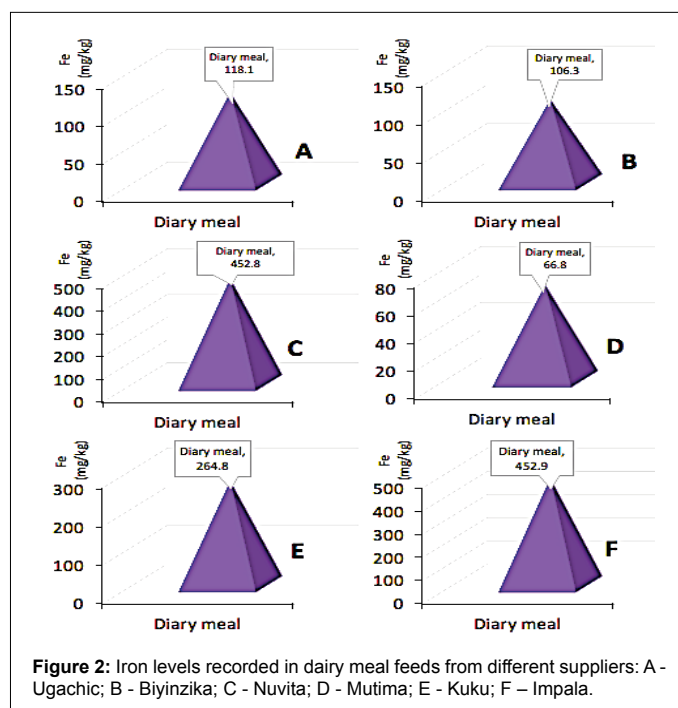 Fe
(mg/kg)
Diary meal,
118.1
150
100
50
0
A
Diary meal
Fe
(mg/kg)
Diary meal,
106.3
150
100
50
0
B
Diary meal
Fe
(mg/kg)
Diary meal,
452.8
500
400
300
200
100
0
C
Diary meal
Fe
(mg/kg)
Diary meal,
66.8
80
60
40
20
0
D
Diary meal
Fe
(mg/kg)
Diary meal,
264.8
300
200
100
0
E
Diary meal
Fe
(mg/kg)
Diary meal,
452.9
500
400
300
200
100
0
F
Diary meal
Figure 2: Iron levels recorded in dairy meal feeds from different suppliers: A -
Ugachic; B - Biyinzika; C - Nuvita; D - Mutima; E - Kuku; F – Impala.